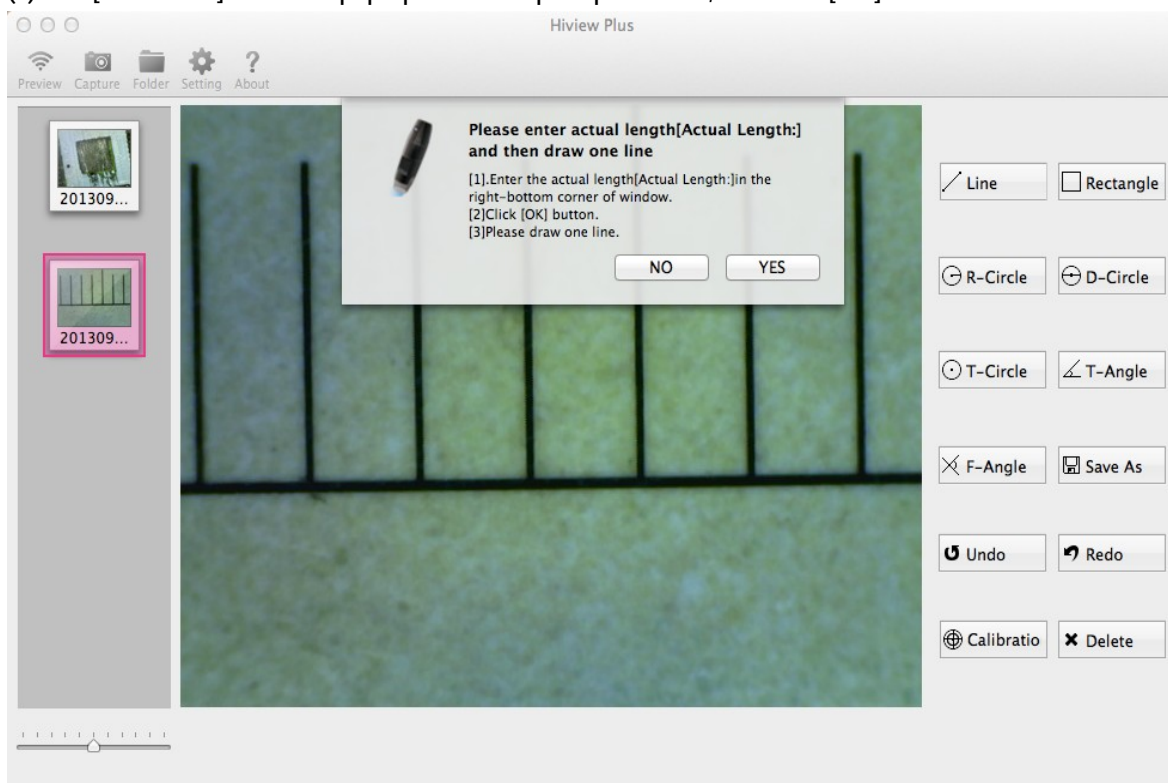 Hiview Plus
Preview Capture Folder Setting About
201309...
201309...
Please enter actual length[Actual Length:]
and then draw one line
[1].Enter the actual length[Actual Length:]in the
right-bottom corner of window.
[2]Click [OK] button.
[3]Please draw one line.
NO YES
Line Rectangle
R-Circle D-Circle
T-Circle T-Angle
F-Angle Save As
Undo Redo
Calibratio Delete